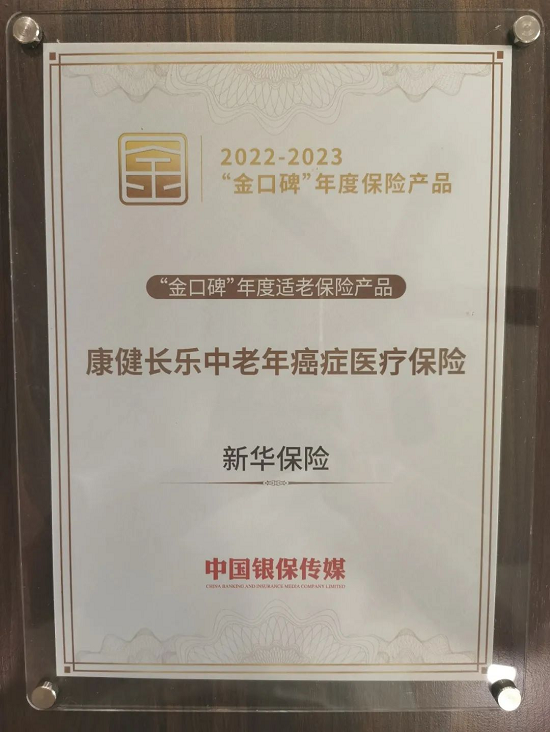 2022-2023
“金口碑”年度保险产品
“金口碑”年度适老保险产品
康健长乐中老年癌症医疗保险
新华保险
中国银保传媒
CHINA BANKING AND INSURANCE MEDIA COMPANY LIMITED